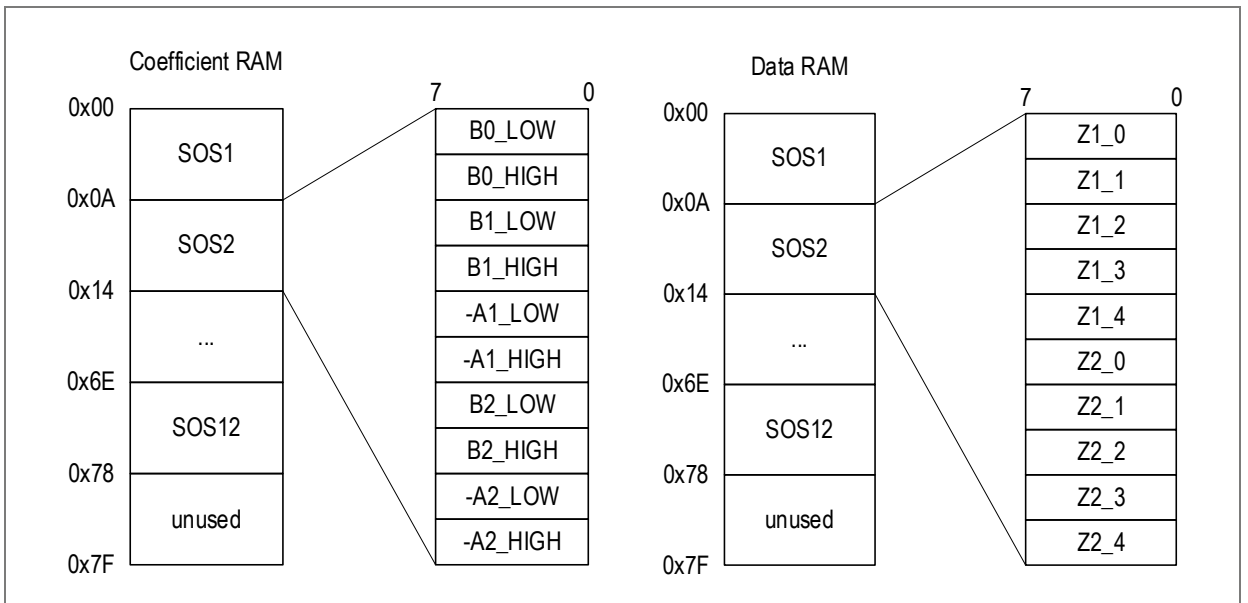 Coefficient RAM
0x00
SOS1
0x0A
SOS2
0x14
...
0x6E
SOS12
0x78
unused
0x7F
7 0
B0_LOW
B0_HIGH
B1_LOW
B1_HIGH
-A1_LOW
-A1_HIGH
B2_LOW
B2_HIGH
-A2_LOW
-A2_HIGH
Data RAM
0x00
SOS1
0x0A
SOS2
0x14
...
0x6E
SOS12
0x78
unused
0x7F
7 0
Z1_0
Z1_1
Z1_2
Z1_3
Z1_4
Z2_0
Z2_1
Z2_2
Z2_3
Z2_4